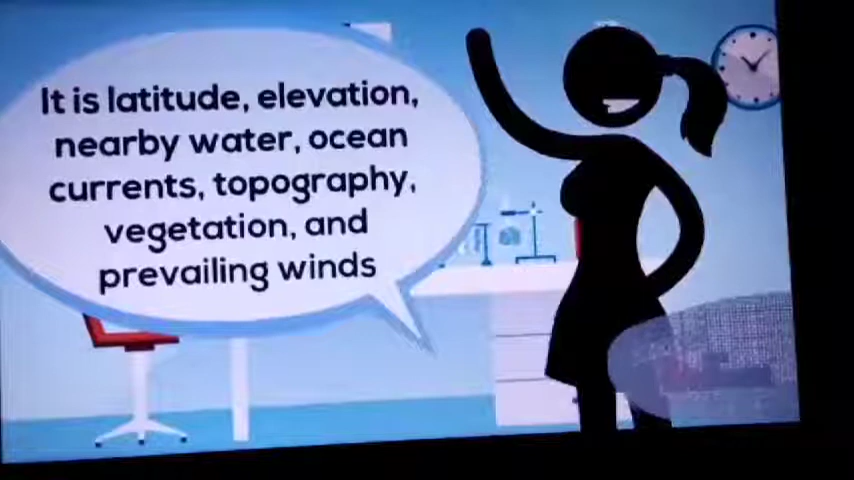 It is latitude, elevation,
nearby water, ocean
currents, topography,
vegetation, and
prevailing winds